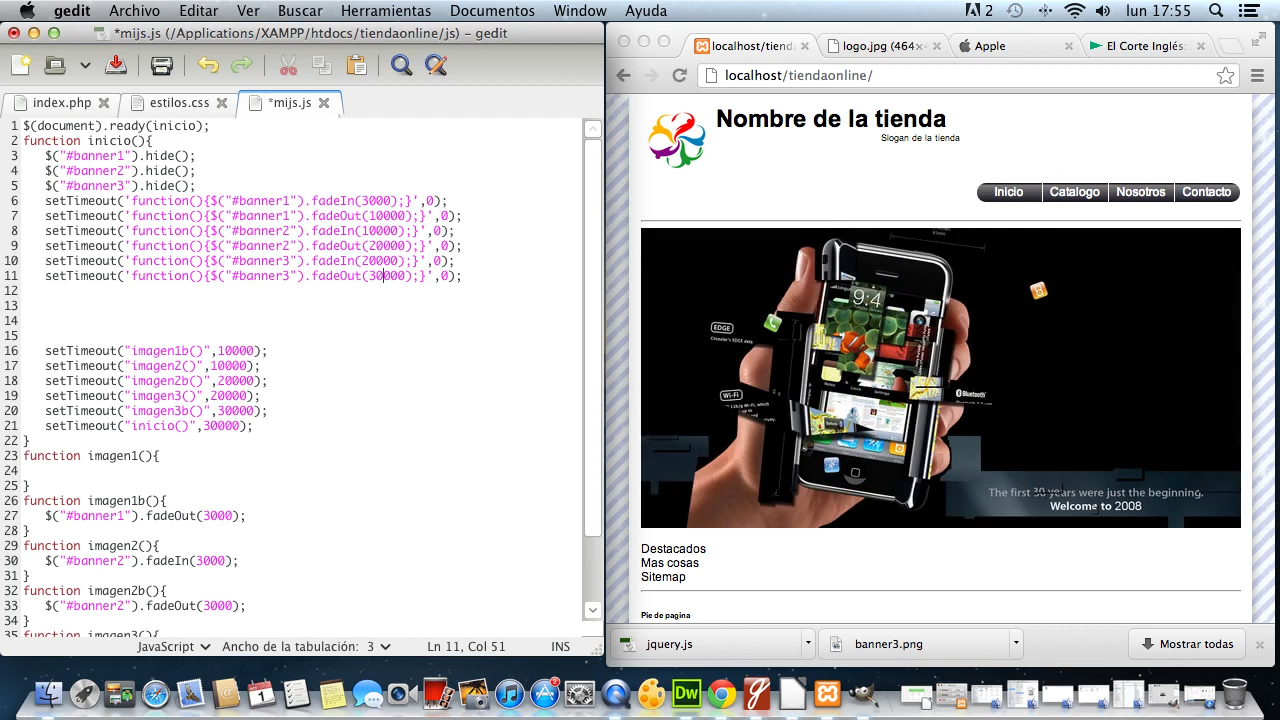 gedit Archivo Editar Ver Buscar Herramientas Documentos Window Ayuda 2 lun 17:55
*mijs.js (/Applications/XAMPP/htdocs/tiendaonline/js) - gedit
index.php estilos.css *mijs.js
1 $(document).ready(inicio);
2 function inicio(){
3 $("#banner1").hide();
4 $("#banner2").hide();
5 $("#banner3").hide();
6 setTimeout('function(){$("#banner1").fadeIn(3000);}',0);
7 setTimeout('function(){$("#banner1").fadeOut(10000);}',0);
8 setTimeout('function(){$("#banner2").fadeIn(10000);}',0);
9 setTimeout('function(){$("#banner2").fadeOut(20000);}',0);
10 setTimeout('function(){$("#banner3").fadeIn(20000);}',0);
11 setTimeout('function(){$("#banner3").fadeOut(30000);}',0);
12
13
14
15
16 setTimeout("imagen1b()",10000);
17 setTimeout("imagen2()",10000);
18 setTimeout("imagen2b()",20000);
19 setTimeout("imagen3()",20000);
20 setTimeout("imagen3b()",30000);
21 setTimeout("inicio()",30000);
22 }
23 function imagen1(){
24
25 }
26 function imagen1b(){
27 $("#banner1").fadeOut(3000);
28 }
29 function imagen2(){
30 $("#banner2").fadeIn(3000);
31 }
32 function imagen2b(){
33 $("#banner2").fadeOut(3000);
34 }
35 function imagen3(){
JavaScript Ancho de la tabulación: 3 Ln 11, Col 51 INS
localhost/tiend logo.jpg (464× Apple El Corte Inglés:
localhost/tiendaonline/
Nombre de la tienda
Slogan de la tienda
Inicio Catalogo Nosotros Contacto
9:4
EDGE
Wi-Fi
Bluetooth
The first 30 years were just the beginning.
Welcome to 2008
Destacados
Mas cosas
Sitemap
Pie de pagina
jquery.js banner3.png Mostrar todas
Dw